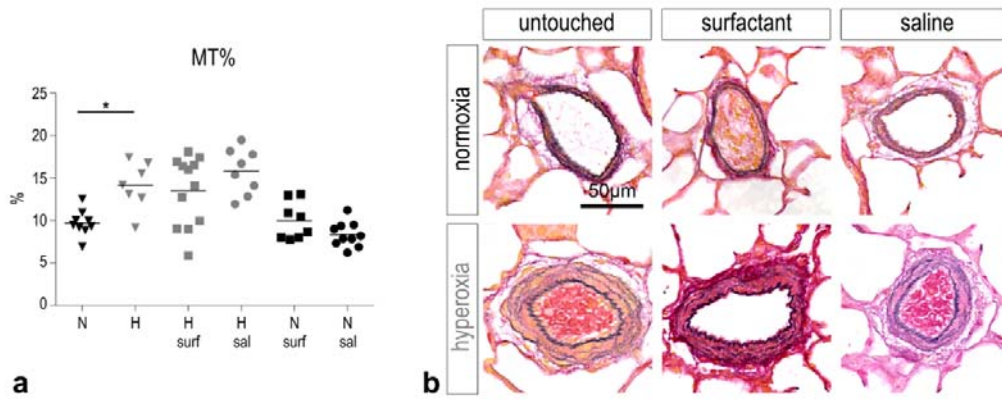 MT%
25
20
15
10
5
0
%
*
N H H N N
surf sal surf sal
H
a
untouched surfactant saline
normoxia
50µm
hyperoxia
b